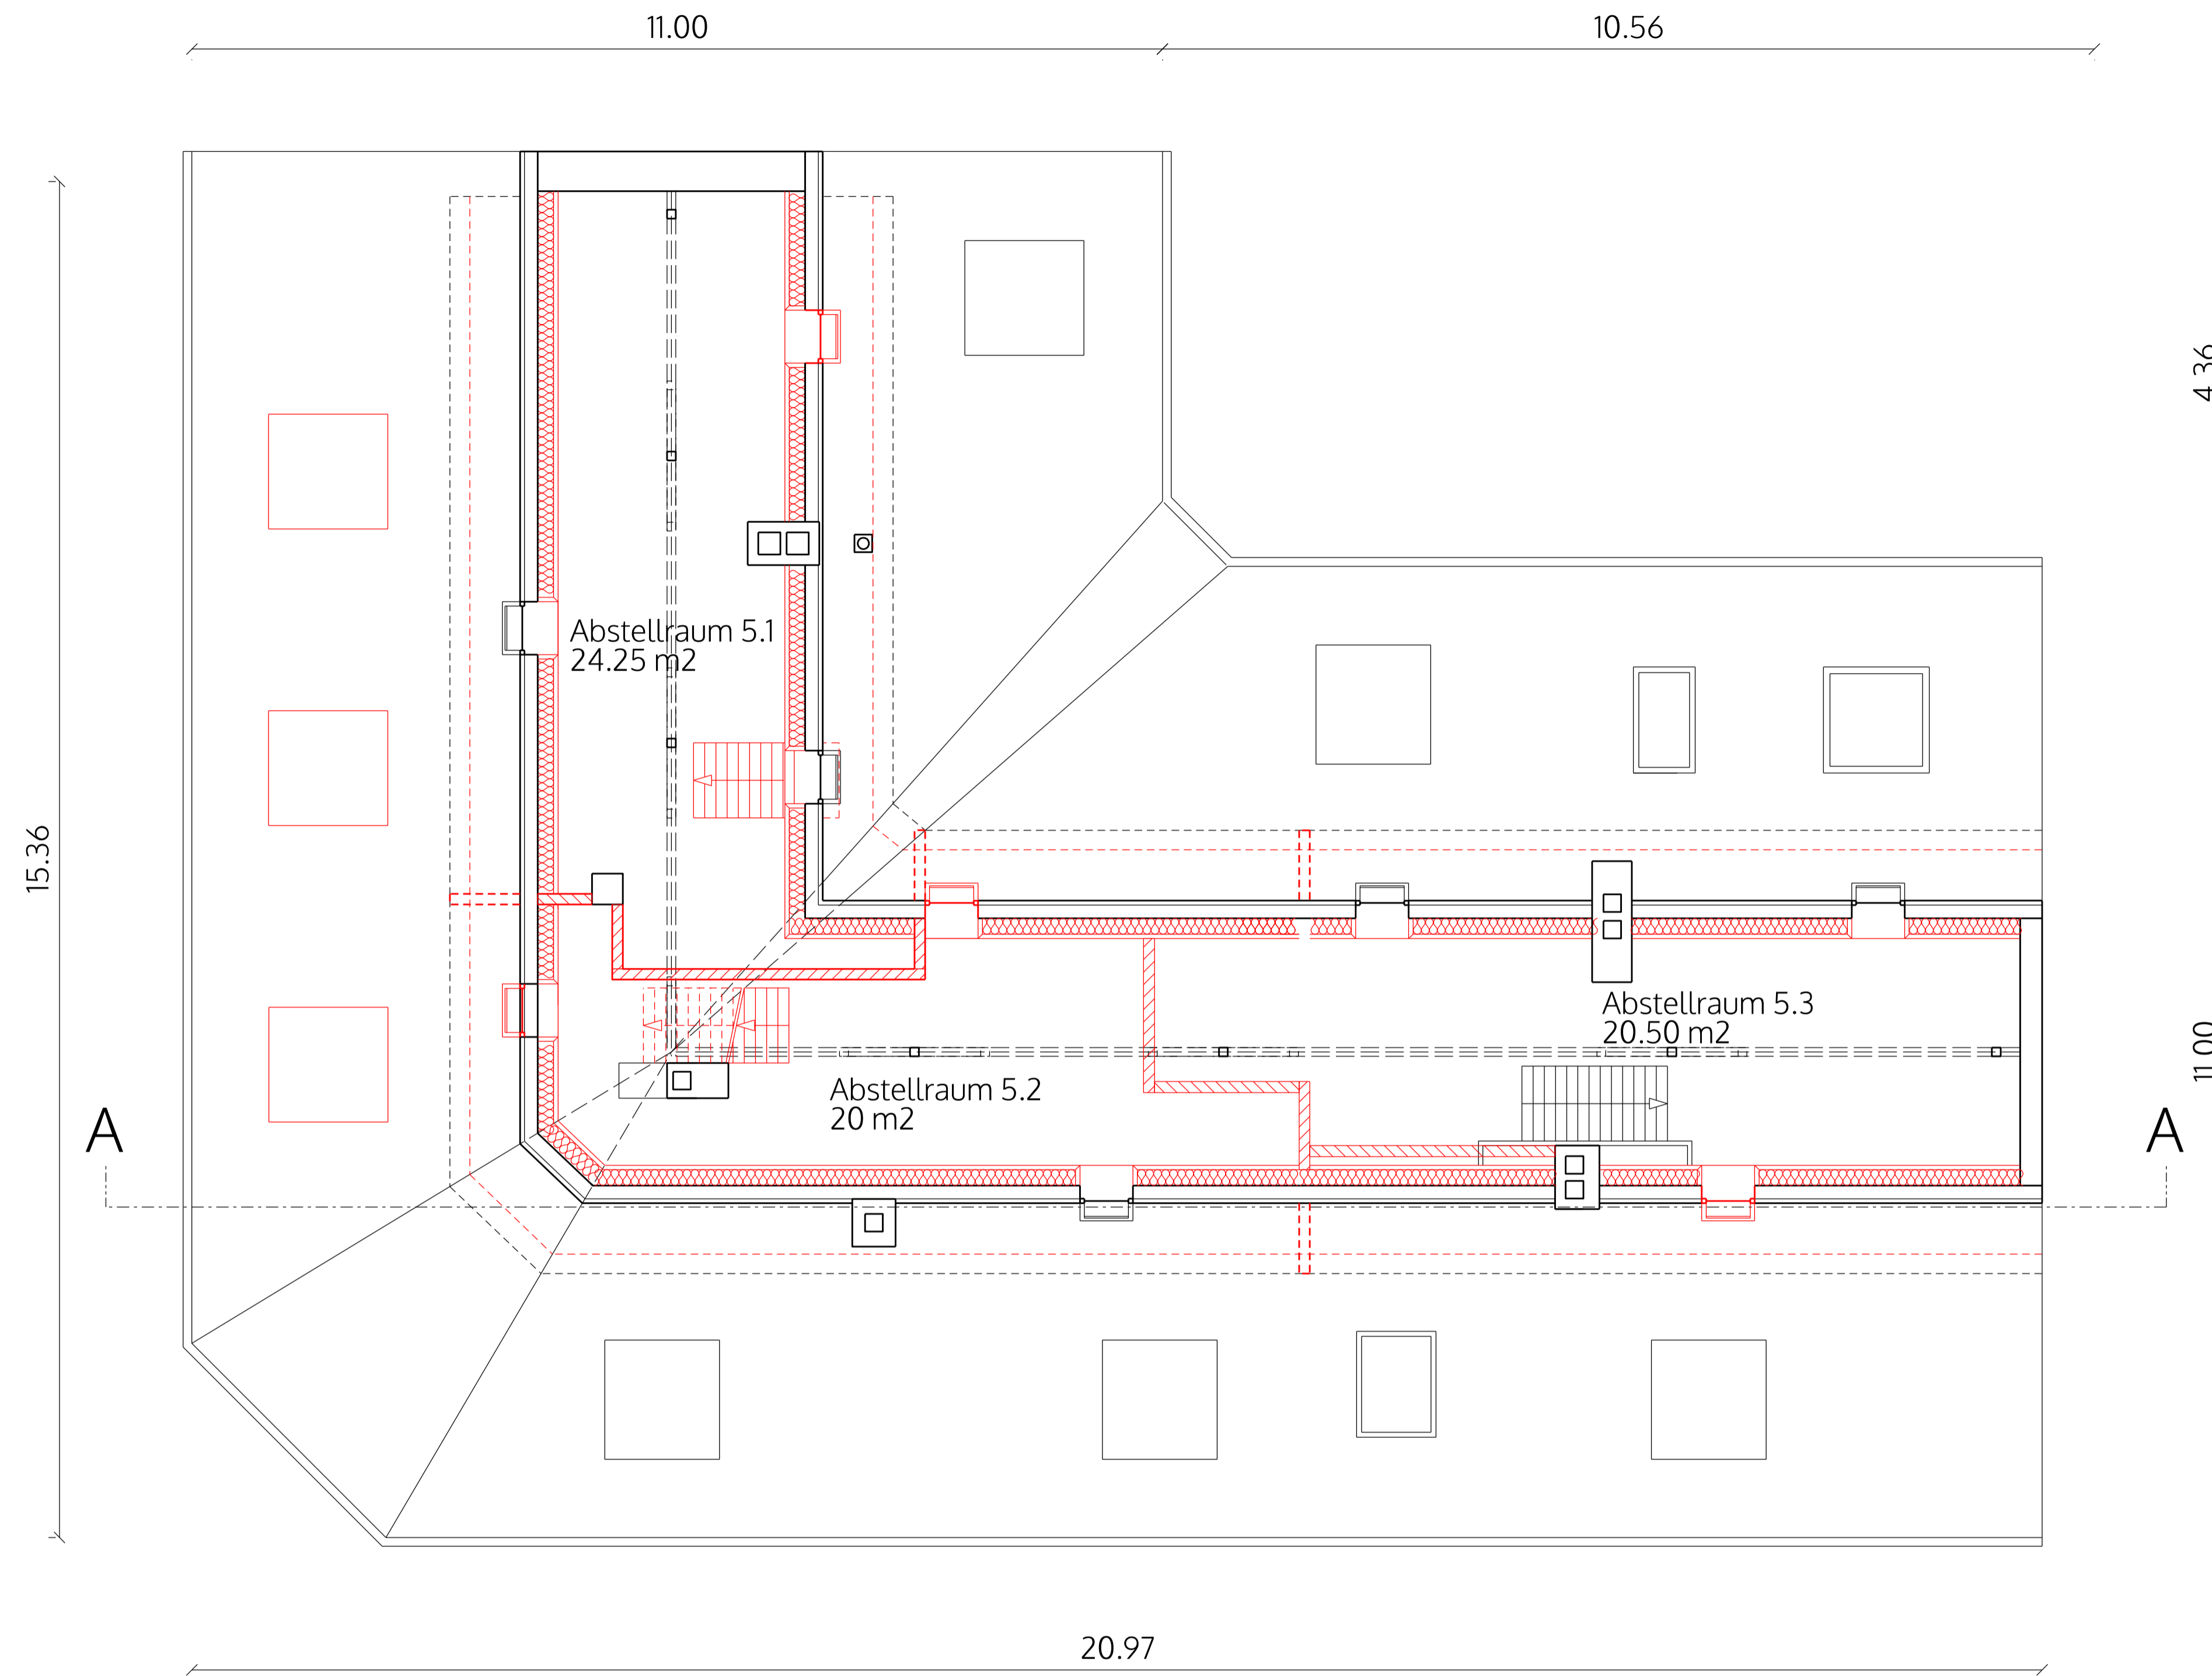 11.00
10.56
4.36
Abstellraum 5.1
24.25 m2
15.36
Abstellraum 5.3
20.50 m2
11.00
Abstellraum 5.2
20 m2
A
A
20.97